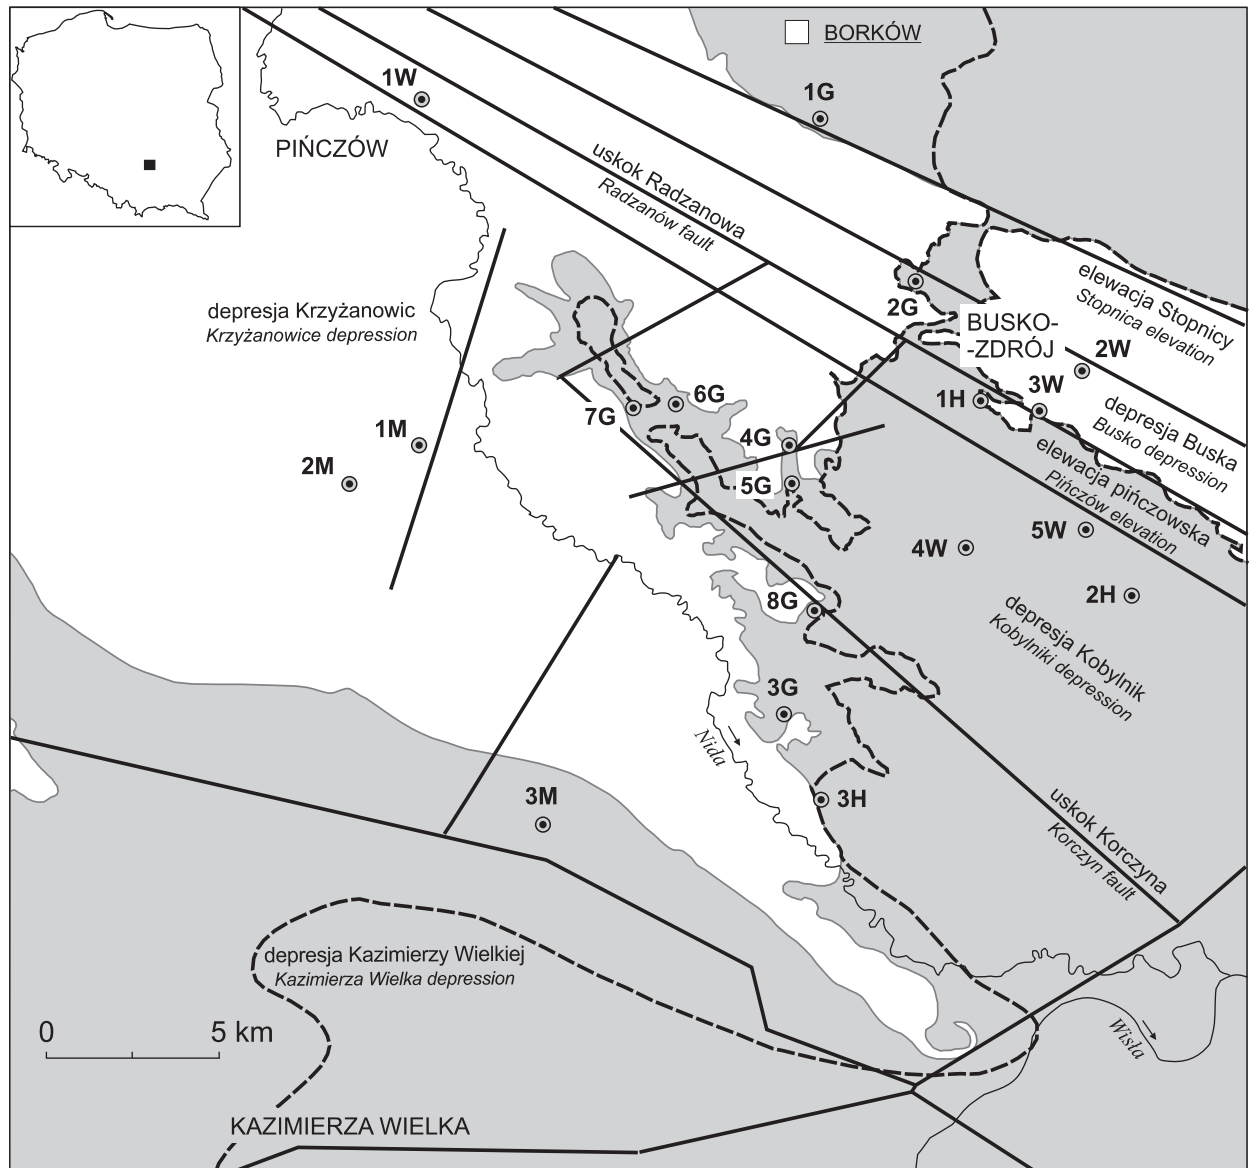 BORKÓW
1W
1G
PIŃCZÓW
uskok Radzanowa
Radzanów fault
elewacja Stopnicy
Stopnica elevation
2G
depresja Krzyżanowic
Krzyżanowice depression
BUSKO-
-ZDRÓJ
2W
3W
1H
6G
7G
depresja Buska
Busko depression
1M
4G
2M
5G
elewacja pińczowska
Pińczów elevation
5W
4W
2H
8G
depresja Kobylnik
Kobylniki depression
3G
Nida
3M
3H
uskok Korczyna
Korczyn fault
depresja Kazimierzy Wielkiej
Kazimierza Wielka depression
0 5 km
Wisła
KAZIMIERZA WIELKA